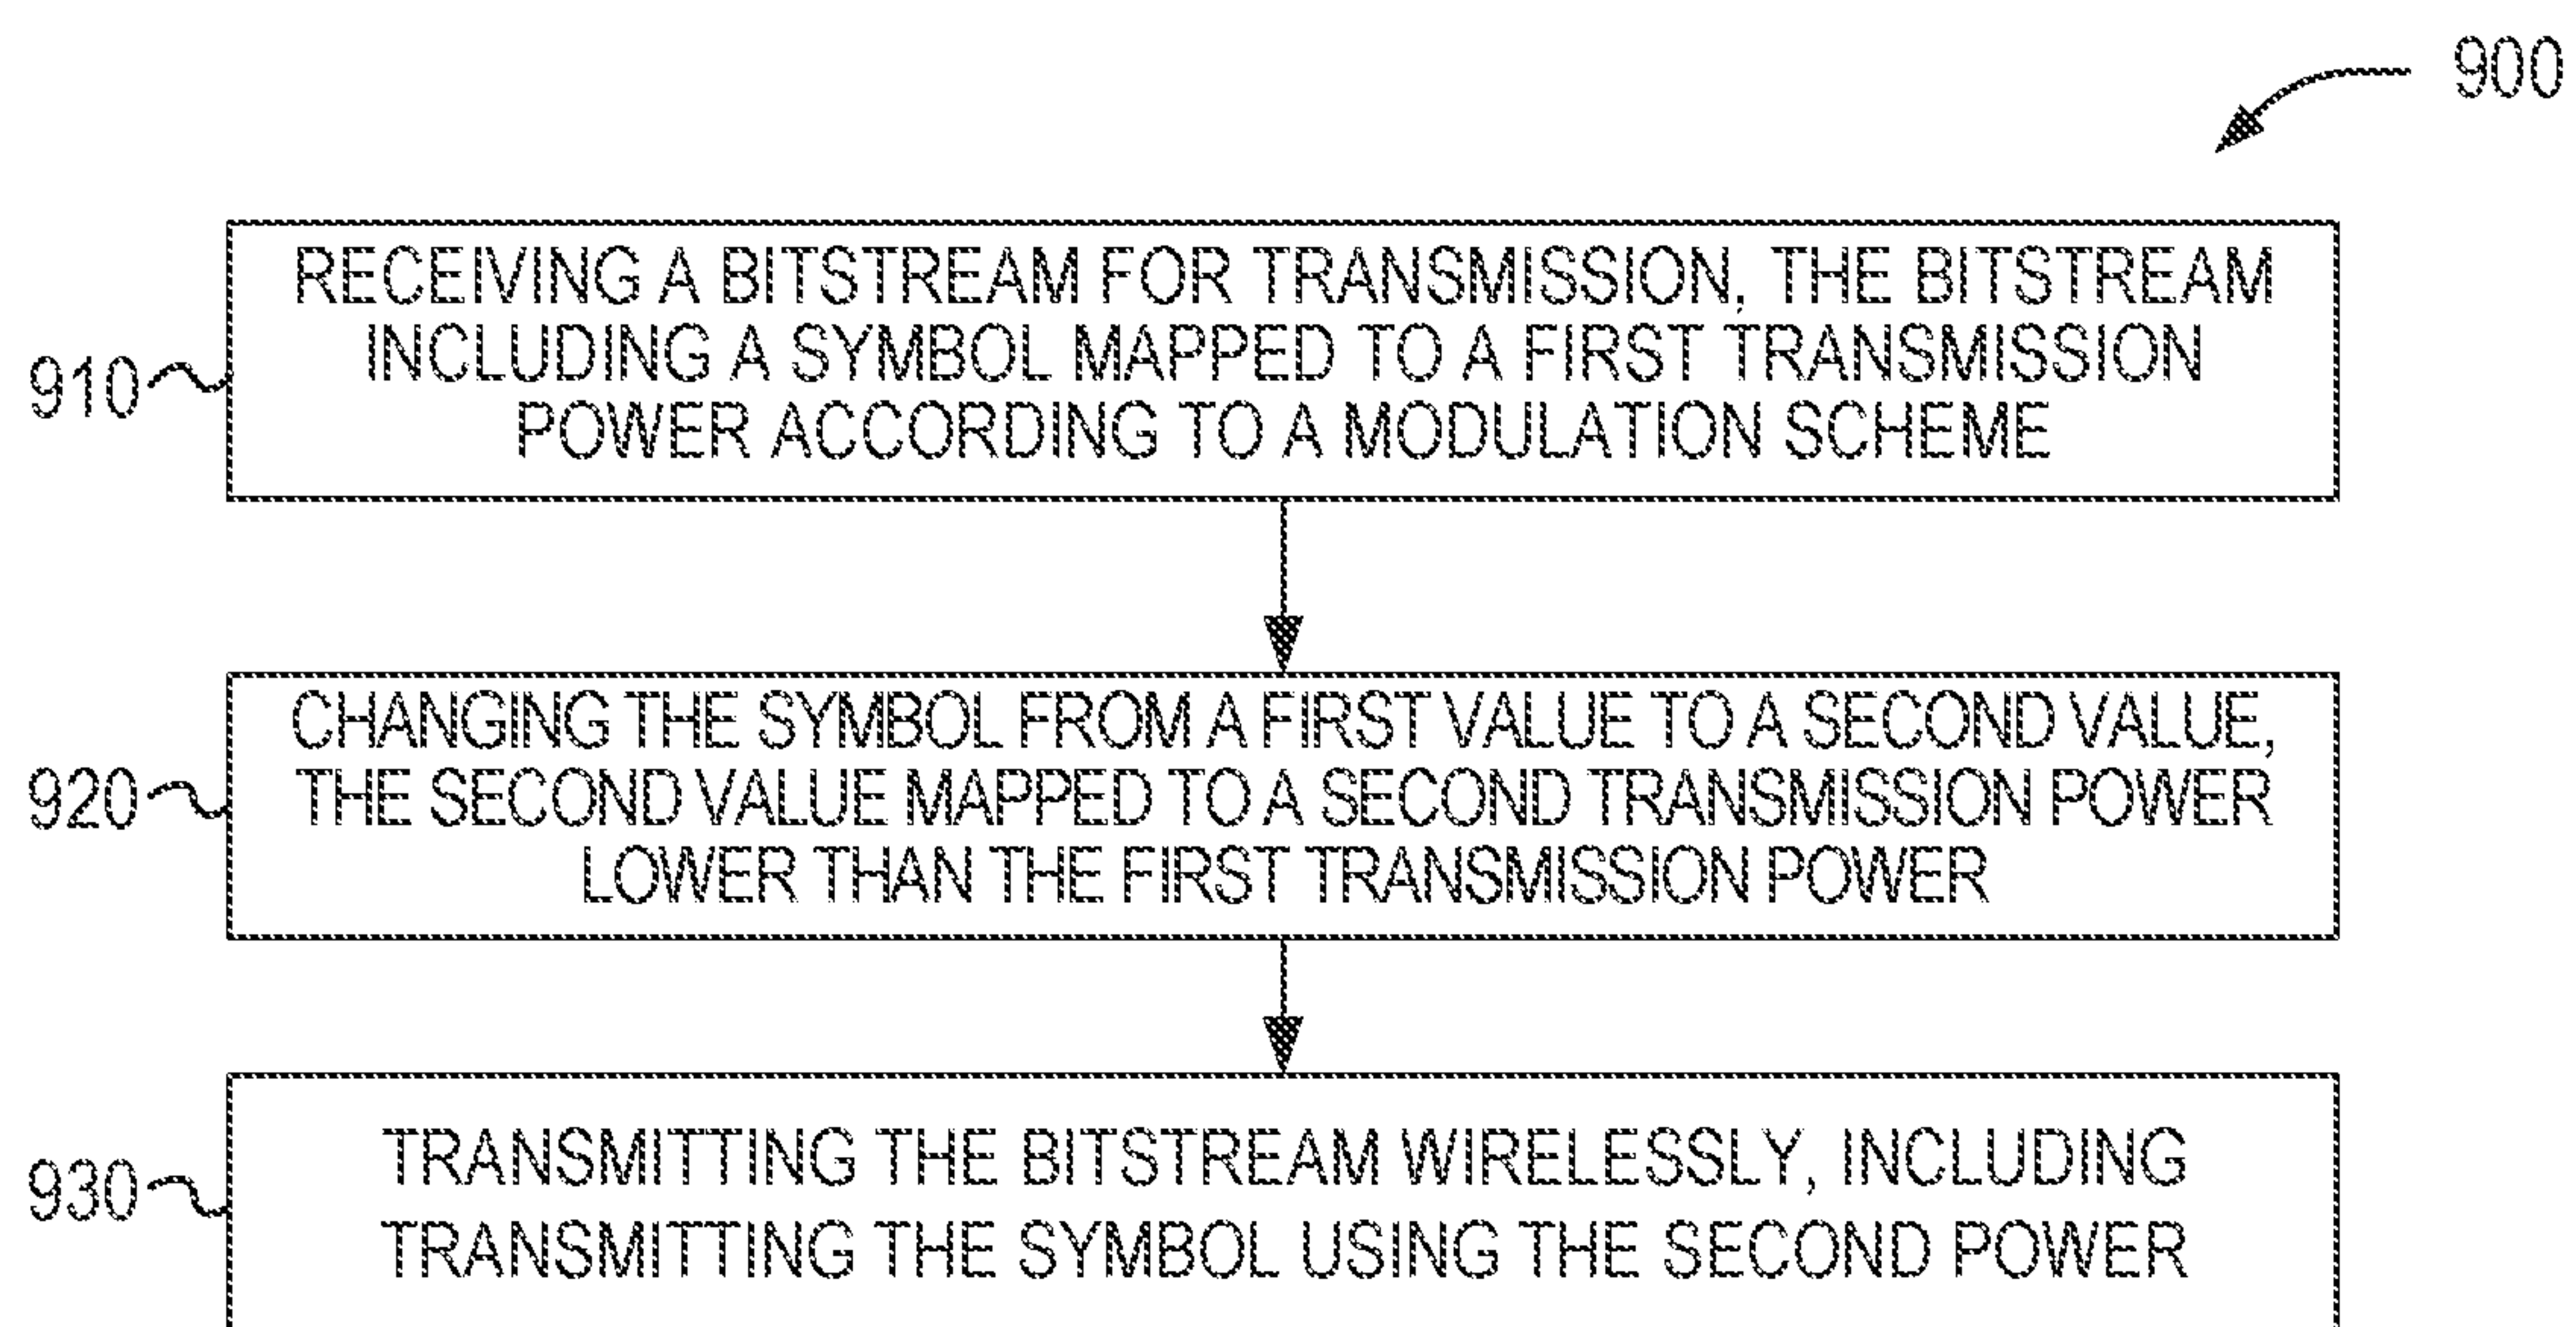 900
RECEIVING A BITSTREAM FOR TRANSMISSION, THE BITSTREAM
INCLUDING A SYMBOL MAPPED TO A FIRST TRANSMISSION
POWER ACCORDING TO A MODULATION SCHEME
910
CHANGING THE SYMBOL FROM A FIRST VALUE TO A SECOND VALUE,
THE SECOND VALUE MAPPED TO A SECOND TRANSMISSION POWER
LOWER THAN THE FIRST TRANSMISSION POWER
920
TRANSMITTING THE BITSTREAM WIRELESSLY, INCLUDING
TRANSMITTING THE SYMBOL USING THE SECOND POWER
930